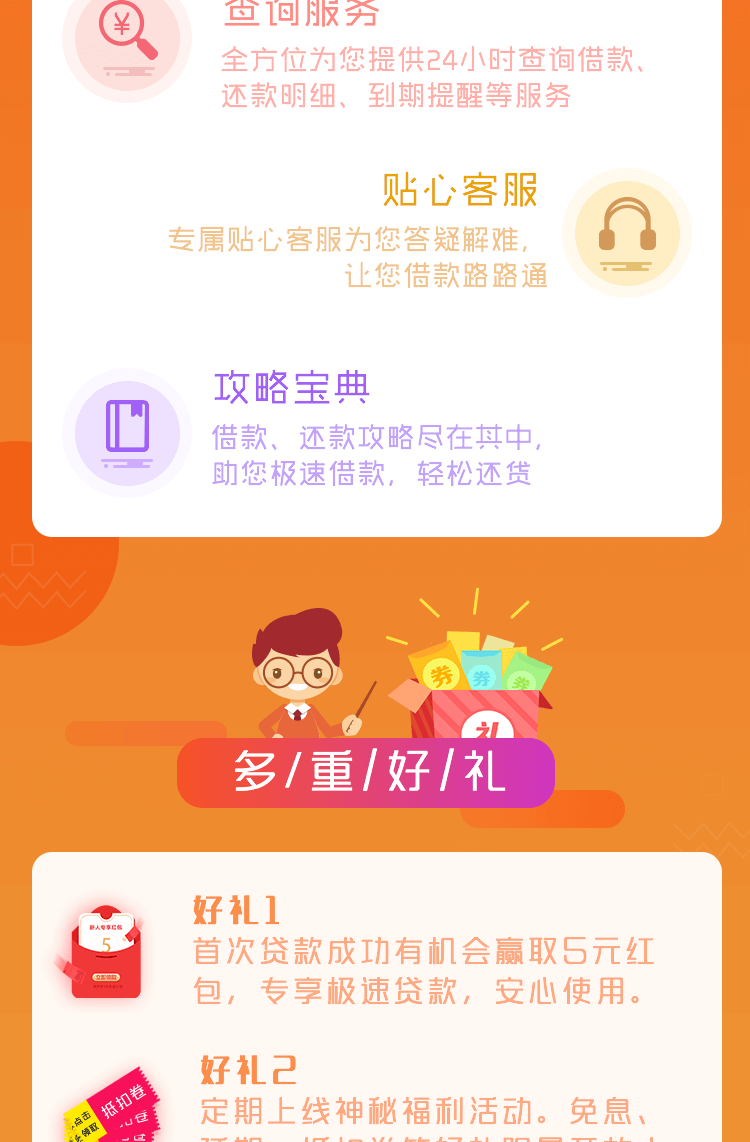 查询服务
全方位为您提供24小时查询借款、
还款明细、到期提醒等服务
贴心客服
专属贴心客服为您答疑解难，
让您借款路路通
攻略宝典
借款、还款攻略尽在其中，
助您极速借款，轻松还货
券
券
券
礼
多/重/好/礼
好礼1
新人专享红包
5
立即领取
首次贷款成功有机会赢取5元红
包，专享极速贷款，安心使用。
好礼2
点击
领取
抵扣卷
定期上线神秘福利活动。免息、